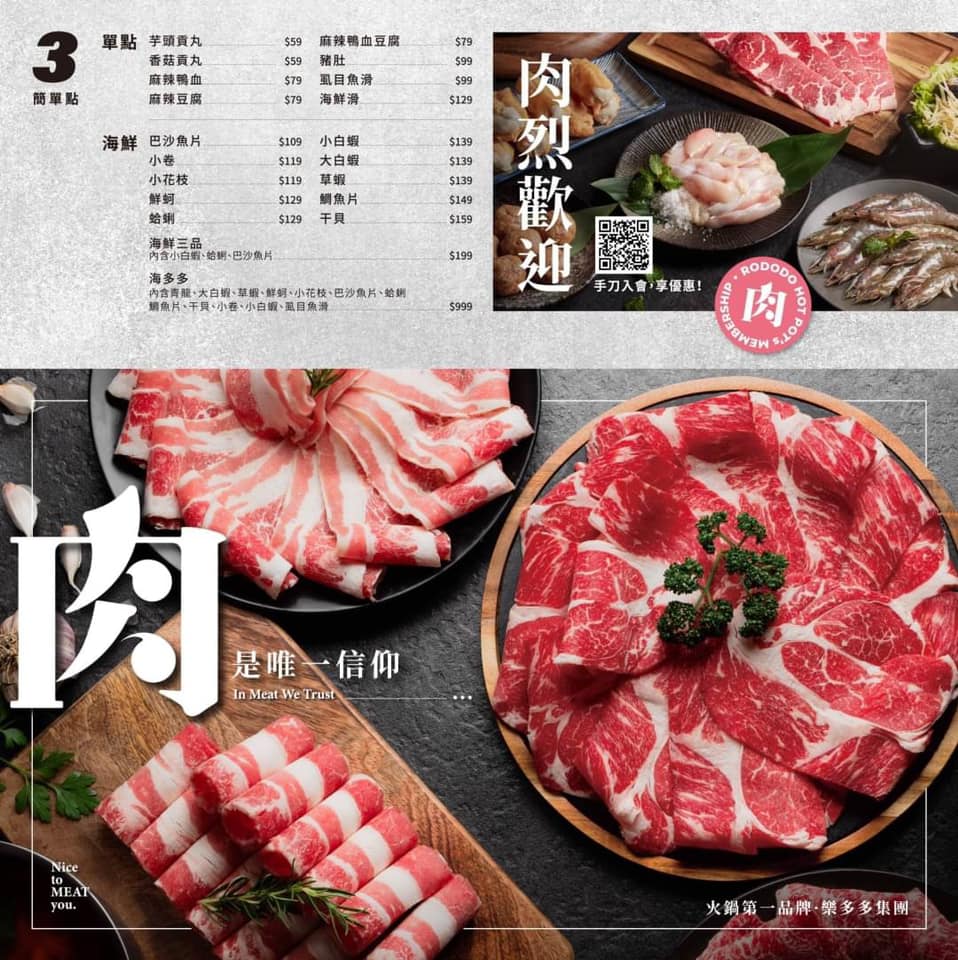 3
簡單點
單點
芋頭貢丸 $59
香菇貢丸 $59
麻辣鴨血 $79
麻辣豆腐 $79
麻辣鴨血豆腐 $79
豬肚 $99
虱目魚滑 $99
海鮮滑 $129
海鮮
巴沙魚片 $109
小卷 $119
小花枝 $119
鮮蚵 $129
蛤蜊 $129
小白蝦 $139
大白蝦 $139
草蝦 $139
鯛魚片 $149
干貝 $159
海鮮三品
內含小白蝦、蛤蜊、巴沙魚片 $199
海多多
內含青龍、大白蝦、草蝦、鮮蚵、小花枝、巴沙魚片、蛤蜊
鯛魚片、干貝、小卷、小白蝦、虱目魚滑 $999
肉烈歡迎
手刀入會，享優惠！
RODODO HOT POT's MEMBERSHIP
肉
肉
是唯一信仰
In Meat We Trust
Nice
to
MEAT
you.
火鍋第一品牌·樂多多集團